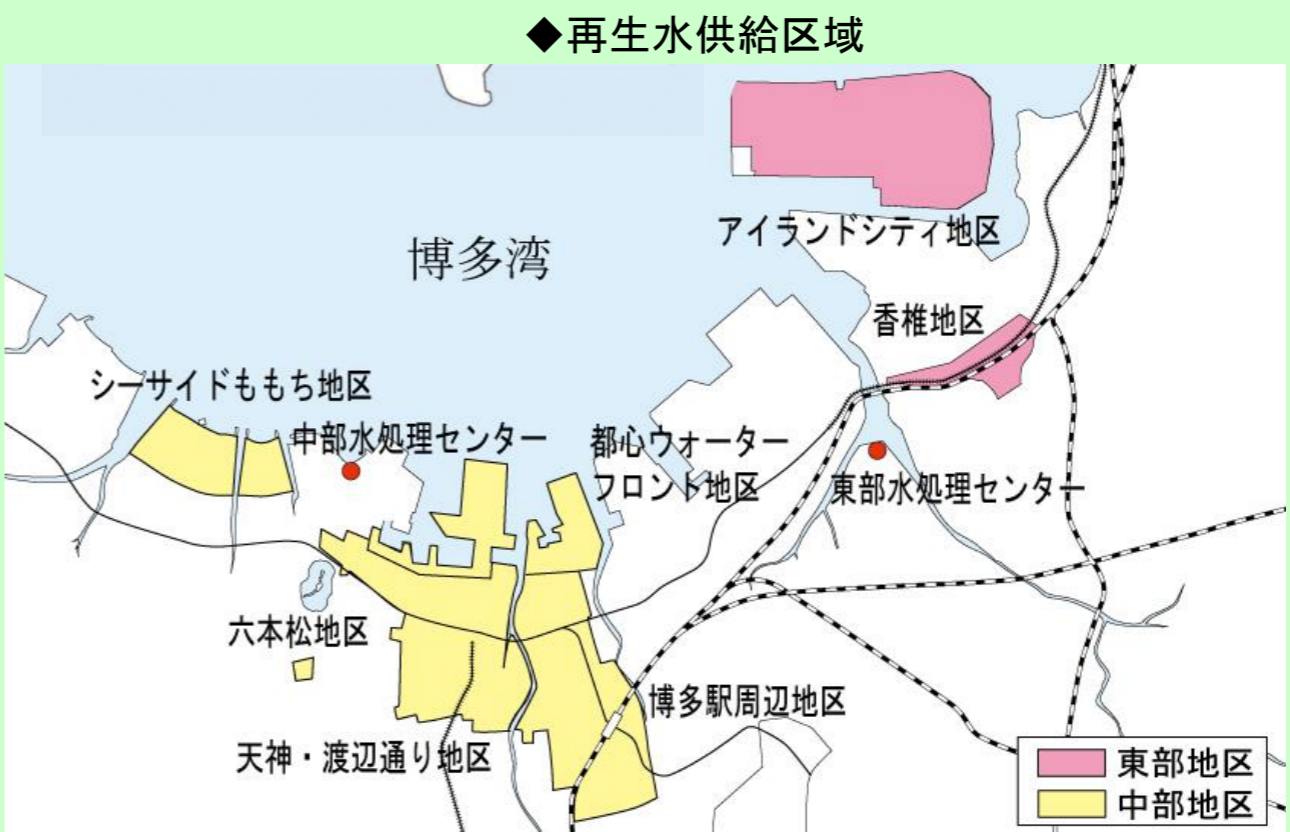 ◆再生水供給区域
アイランドシティ地区
博多湾
香椎地区
シーサイドももち地区
中部水処理センター
都心ウォーター
フロント地区
東部水処理センター
六本松地区
博多駅周辺地区
天神・渡辺通り地区
東部地区
中部地区